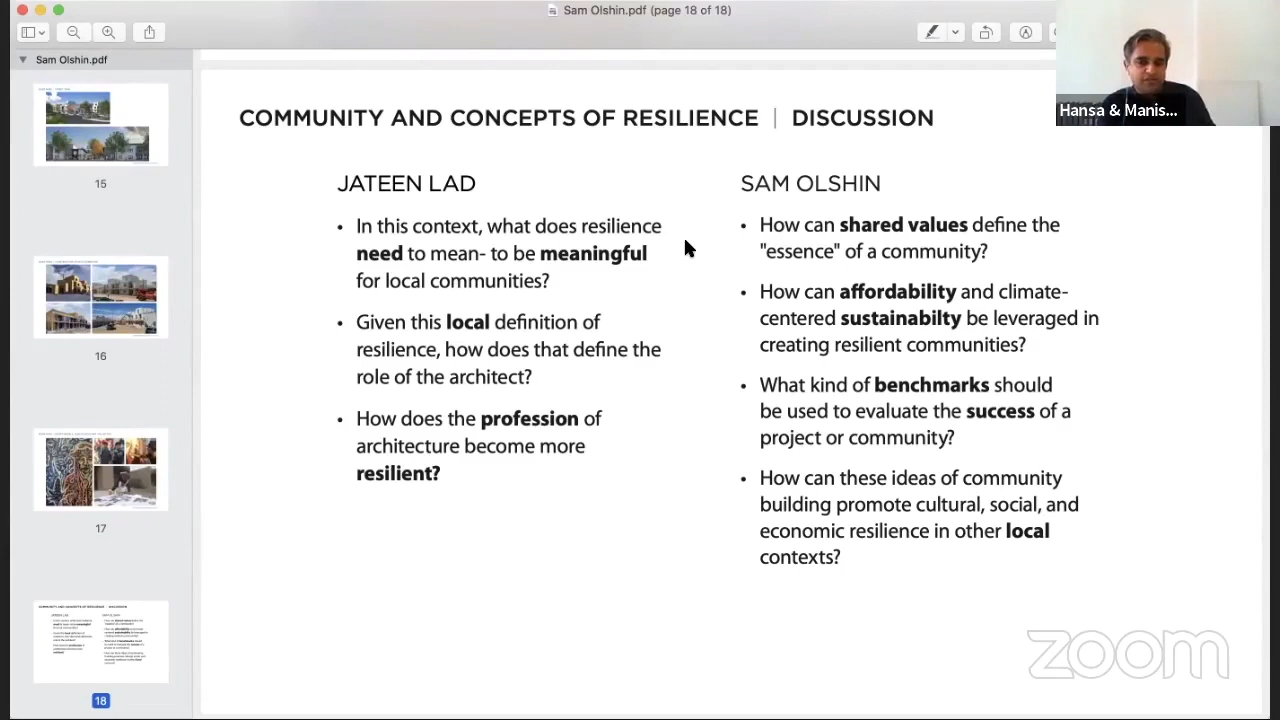 Sam Olshin.pdf (page 18 of 18)
Sam Olshin.pdf
15
16
17
18
COMMUNITY AND CONCEPTS OF RESILIENCE | DISCUSSION
JATEEN LAD
• In this context, what does resilience
need to mean- to be meaningful
for local communities?
• Given this local definition of
resilience, how does that define the
role of the architect?
• How does the profession of
architecture become more
resilient?
SAM OLSHIN
• How can shared values define the
"essence" of a community?
• How can affordability and climate-
centered sustainabilty be leveraged in
creating resilient communities?
• What kind of benchmarks should
be used to evaluate the success of a
project or community?
• How can these ideas of community
building promote cultural, social, and
economic resilience in other local
contexts?
Hansa & Manis...
zoom